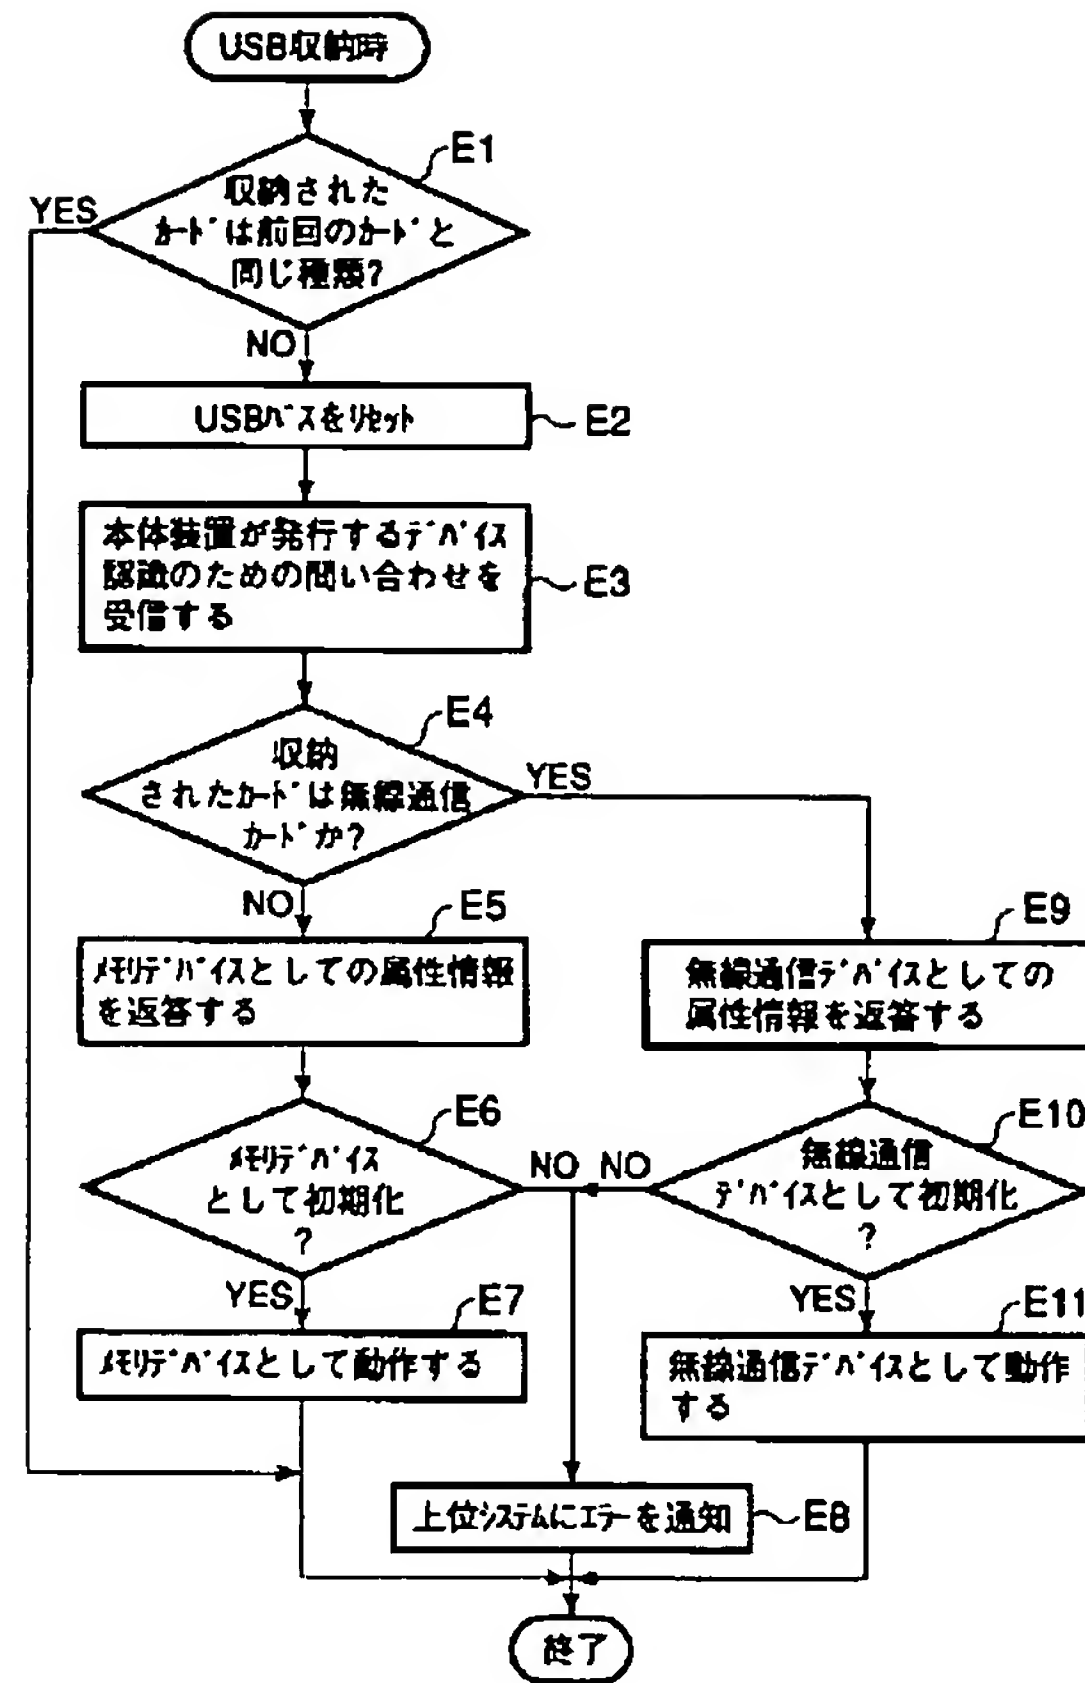 USB収納時
E1
収納された
ｶｰﾄﾞは前回のｶｰﾄﾞと
同じ種類?
YES
NO
USBﾊﾞｽをﾘｾｯﾄ
E2
本体装置が発行するﾃﾞﾊﾞｲｽ
認識のための問い合わせを
受信する
E3
E4
収納
されたｶｰﾄﾞは無線通信
ｶｰﾄﾞか?
YES
NO
E5
ﾒﾓﾘﾃﾞﾊﾞｲｽとしての属性情報
を返答する
E9
無線通信ﾃﾞﾊﾞｲｽとしての
属性情報を返答する
E6
ﾒﾓﾘﾃﾞﾊﾞｲｽ
として初期化
?
NO
NO
E10
無線通信
ﾃﾞﾊﾞｲｽとして初期化
?
YES
YES
E7
ﾒﾓﾘﾃﾞﾊﾞｲｽとして動作する
E11
無線通信ﾃﾞﾊﾞｲｽとして動作
する
上位ｼｽﾃﾑにｴﾗｰを通知
E8
終了